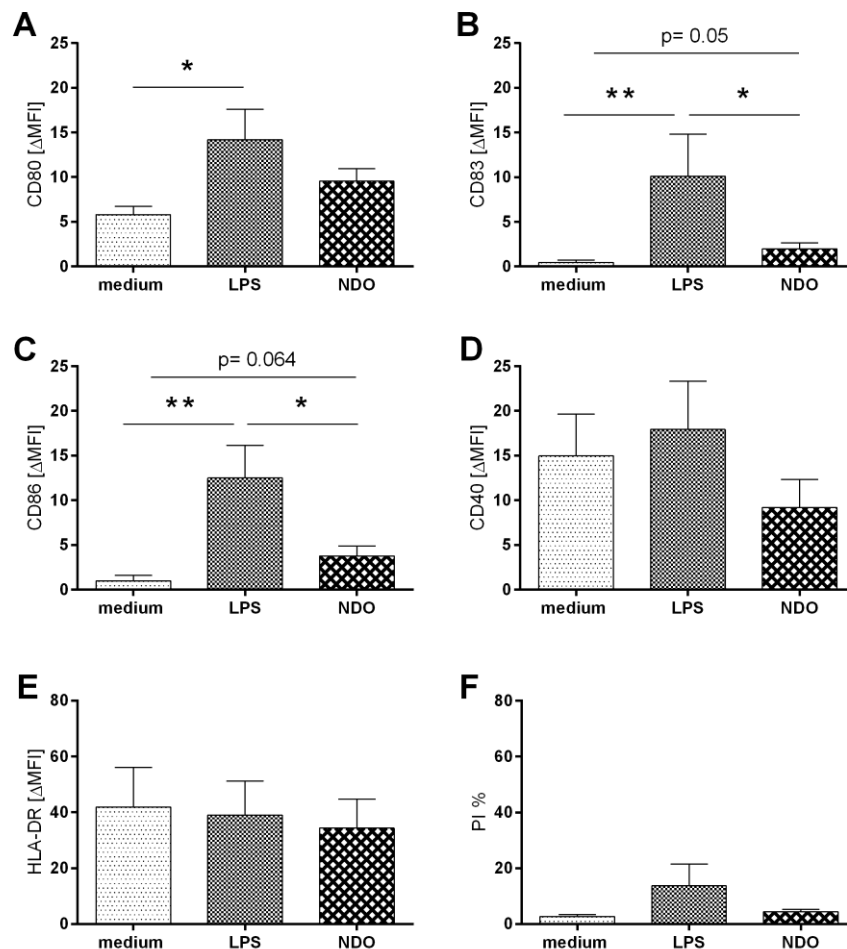 A
B
p= 0.05
*
**
*
CD80 [ΔMFI]
25
20
15
10
5
0
medium
LPS
NDO
CD83 [ΔMFI]
25
20
15
10
5
0
medium
LPS
NDO
C
D
p= 0.064
**
*
CD86 [ΔMFI]
25
20
15
10
5
0
medium
LPS
NDO
CD40 [ΔMFI]
25
20
15
10
5
0
medium
LPS
NDO
E
F
HLA-DR [ΔMFI]
80
60
40
20
0
medium
LPS
NDO
PI %
80
60
40
20
0
medium
LPS
NDO